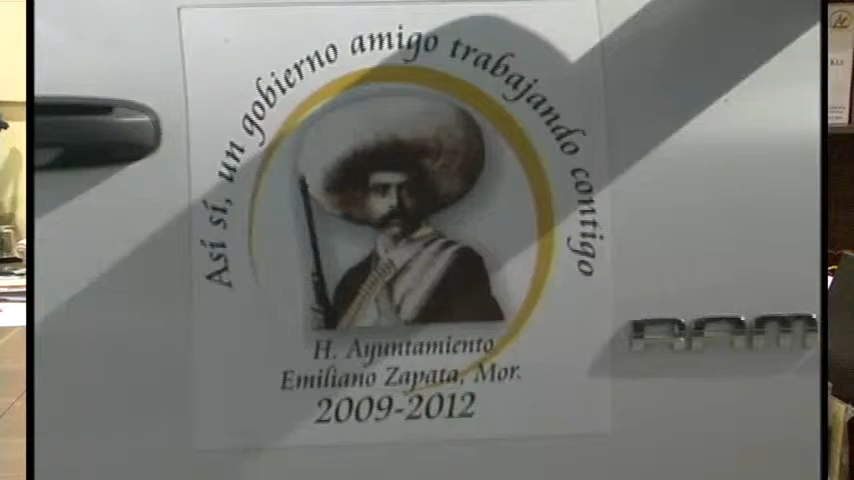 Así sí, un gobierno amigo trabajando contigo
H. Ayuntamiento
Emiliano Zapata, Mor.
2009-2012
RAM